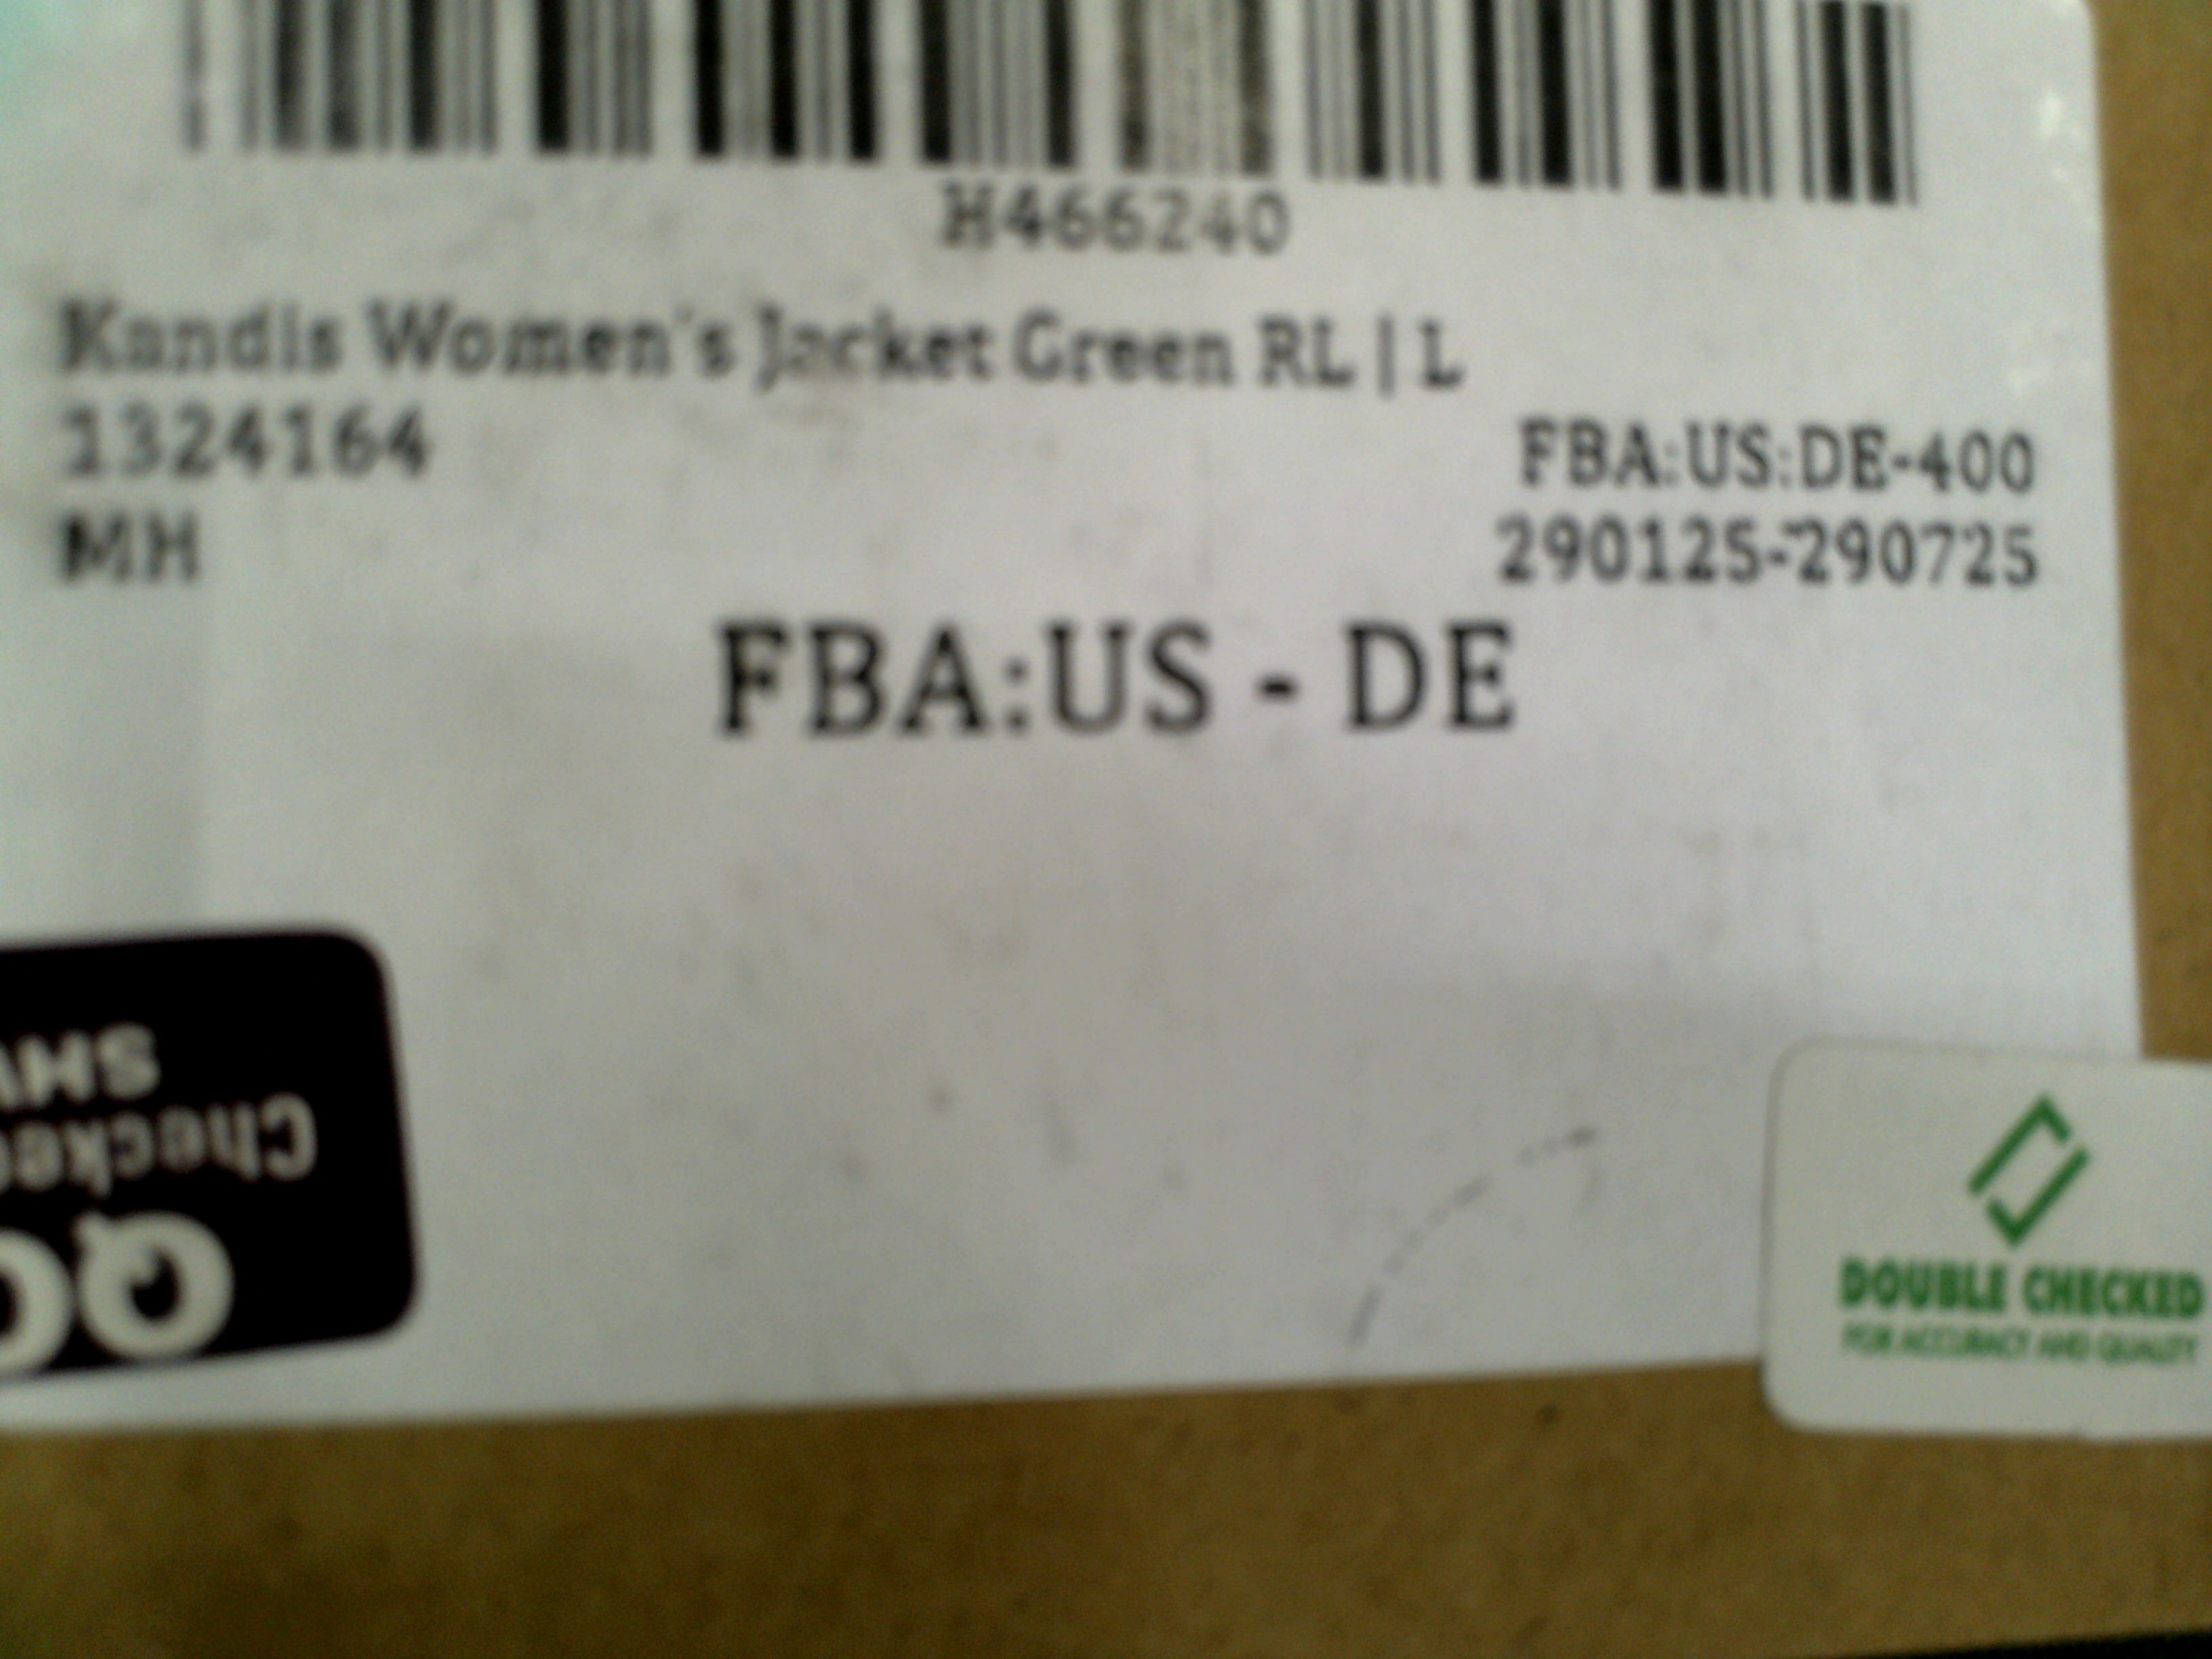 H466240
Kandis Women's Jacket Green RL | L
1324164
FBA:US:DE-400
MH
290125-290725
FBA:US - DE
Checke
QC
DOUBLE CHECKED
FOR ACCURACY AND QUALITY